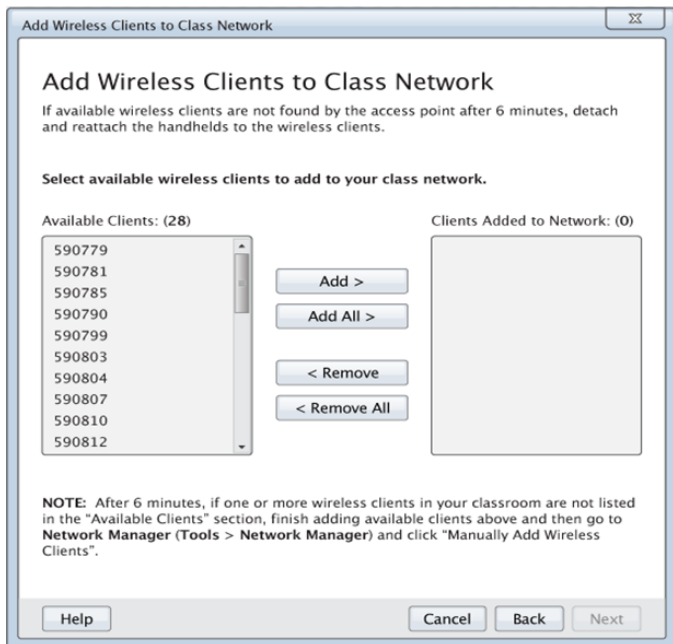 Add Wireless Clients to Class Network
Add Wireless Clients to Class Network
If available wireless clients are not found by the access point after 6 minutes, detach
and reattach the handhelds to the wireless clients.
Select available wireless clients to add to your class network.
Available Clients: (28)
Clients Added to Network: (0)
590779
590781
590785
590790
590799
590803
590804
590807
590810
590812
Add >
Add All >
< Remove
< Remove All
NOTE: After 6 minutes, if one or more wireless clients in your classroom are not listed
in the “Available Clients” section, finish adding available clients above and then go to
Network Manager (Tools > Network Manager) and click “Manually Add Wireless
Clients”.
Help
Cancel
Back
Next